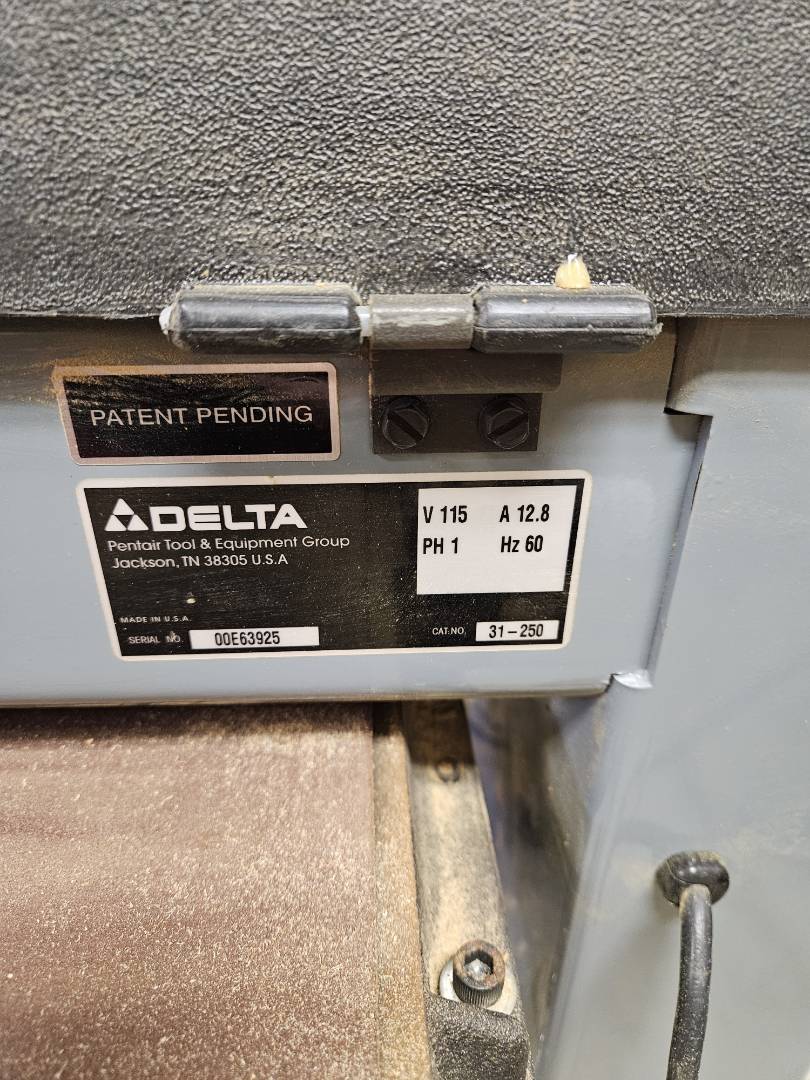 PATENT PENDING
DELTA
Pentair Tool & Equipment Group
Jackson, TN 38305 U.S.A
V 115 A 12.8
PH 1 Hz 60
MADE IN U.S.A.
SERIAL NO. 00E63925
CAT. NO. 31-250